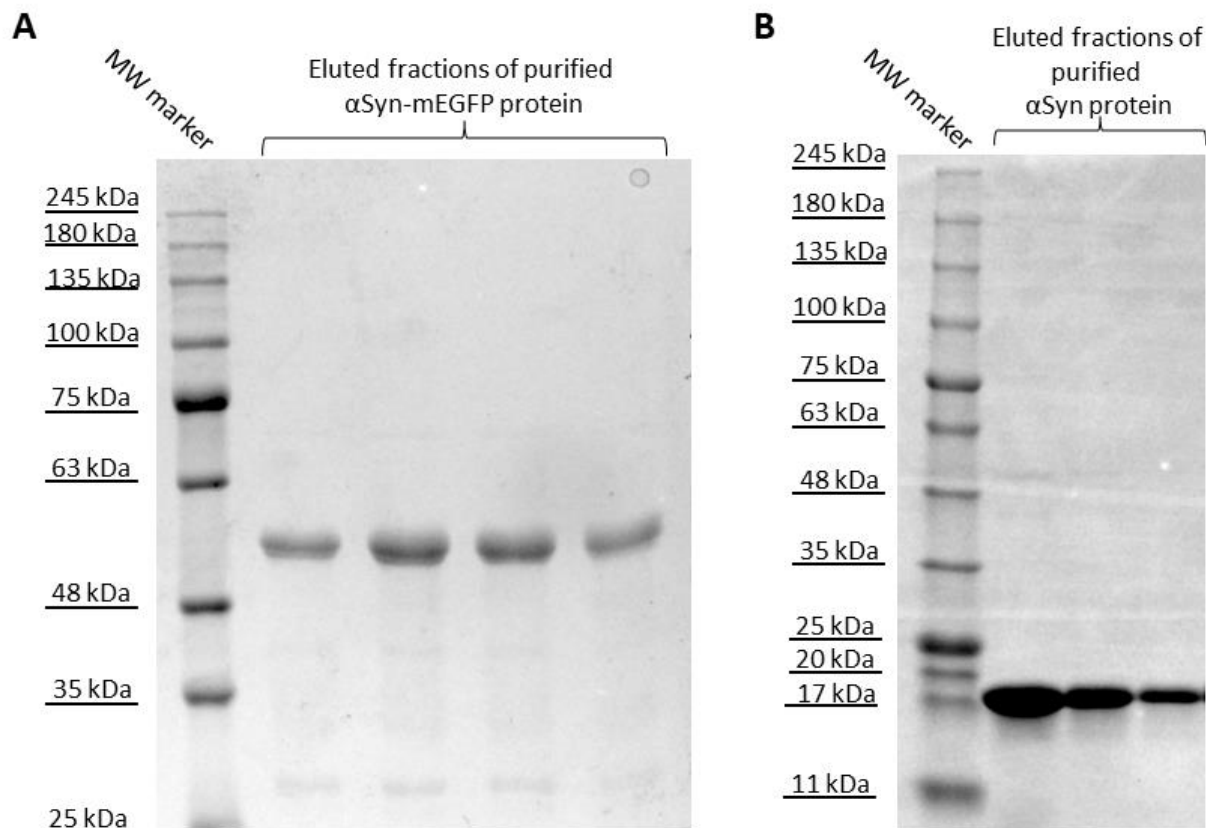 A
MW marker
Eluted fractions of purified
αSyn-mEGFP protein
245 kDa
180 kDa
135 kDa
100 kDa
75 kDa
63 kDa
48 kDa
35 kDa
25 kDa
B
MW marker
Eluted fractions of
purified
αSyn protein
245 kDa
180 kDa
135 kDa
100 kDa
75 kDa
63 kDa
48 kDa
35 kDa
25 kDa
20 kDa
17 kDa
11 kDa